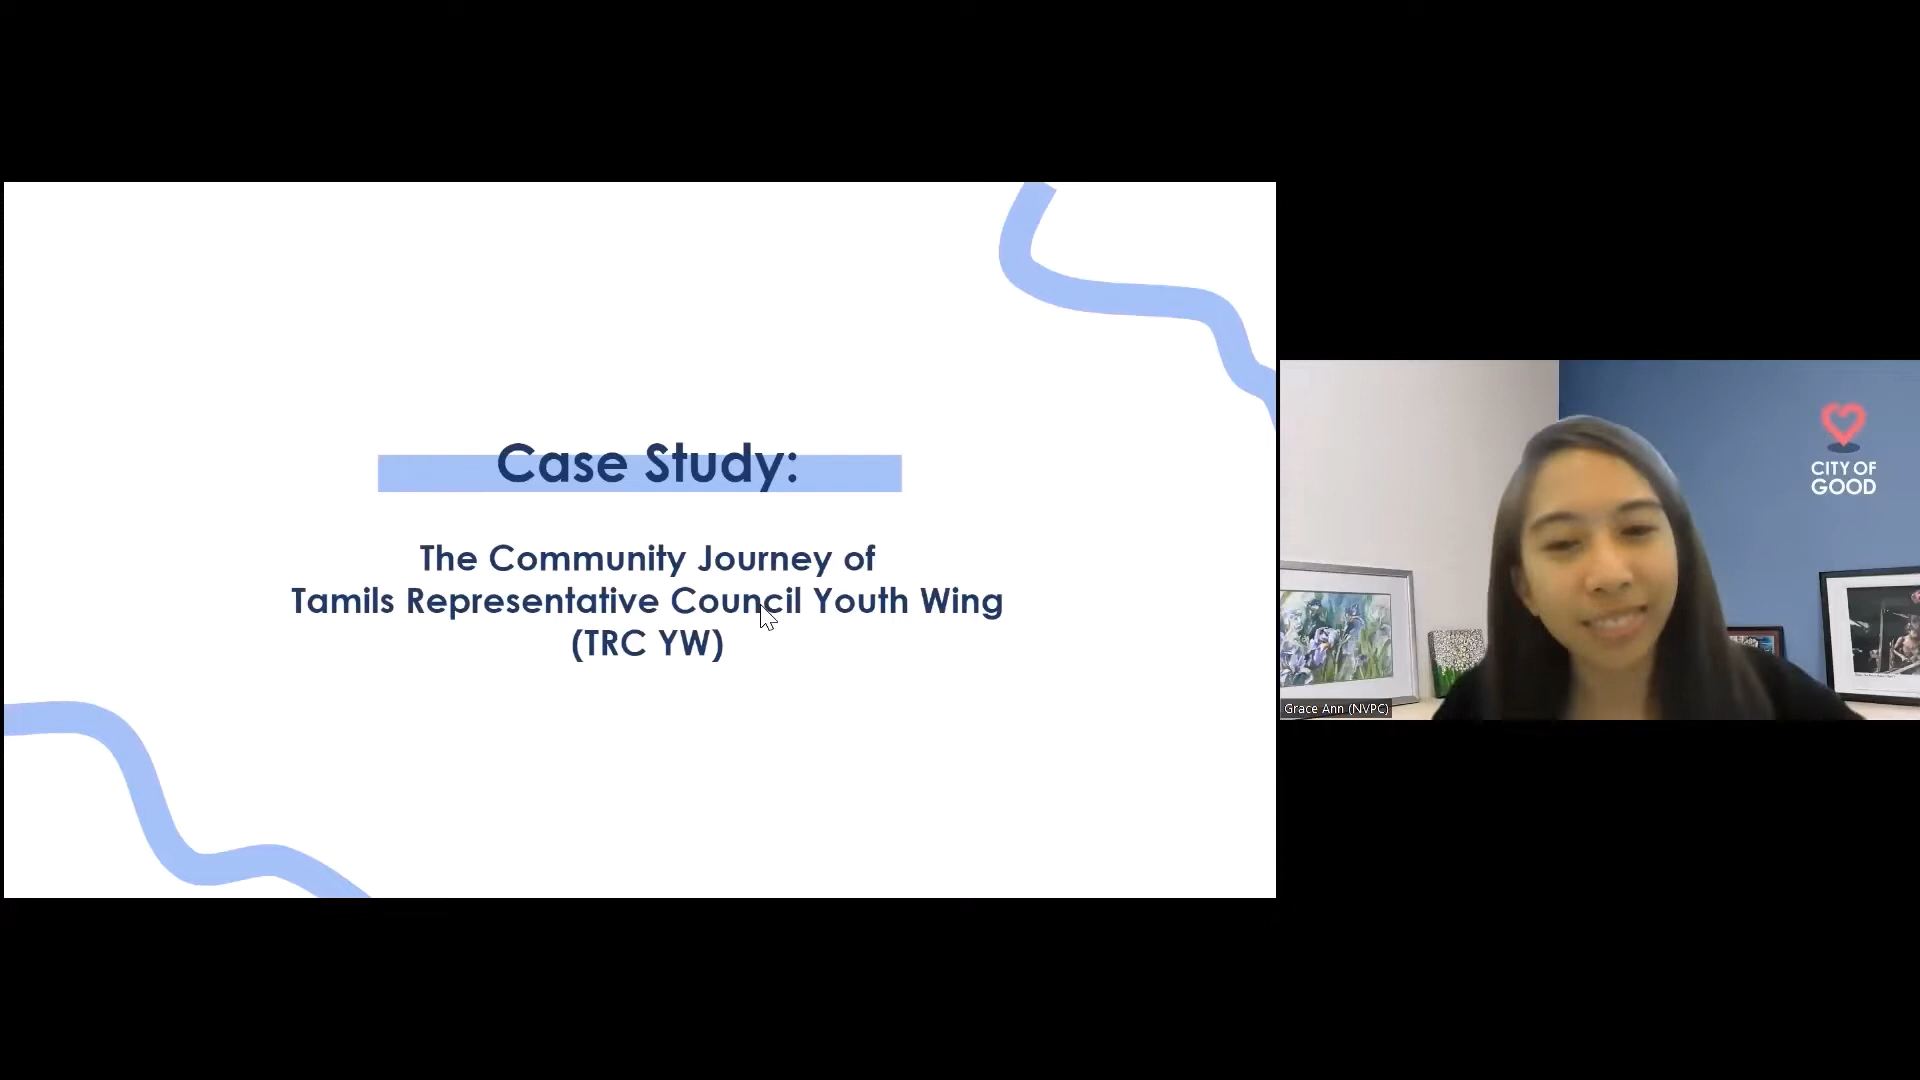 Case Study:
The Community Journey of
Tamils Representative Council Youth Wing
(TRC YW)
CITY OF
GOOD
Grace Ann (NVPC)